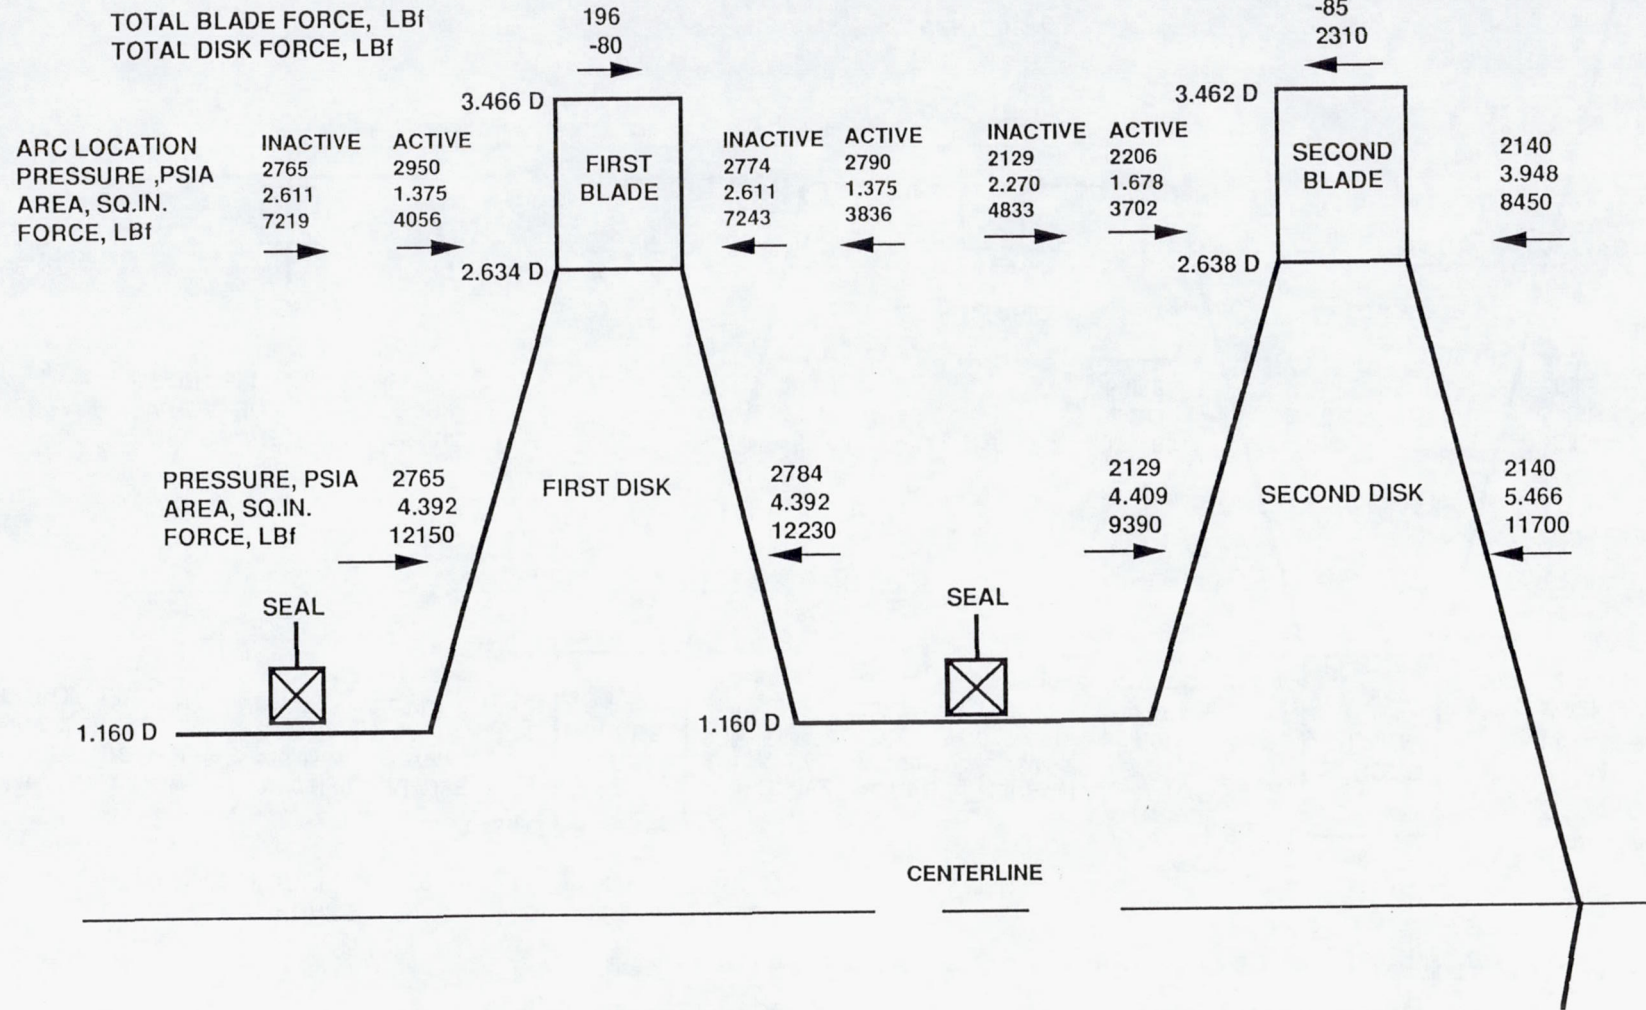 TOTAL BLADE FORCE, LBf 196 -85
TOTAL DISK FORCE, LBf -80 2310
3.466 D 3.462 D
ARC LOCATION INACTIVE ACTIVE FIRST BLADE INACTIVE ACTIVE INACTIVE ACTIVE SECOND BLADE
PRESSURE ,PSIA 2765 2950 2774 2790 2129 2206 2140
AREA, SQ.IN. 2.611 1.375 2.611 1.375 2.270 1.678 3.948
FORCE, LBf 7219 4056 7243 3836 4833 3702 8450
2.634 D 2.638 D
PRESSURE, PSIA 2765 FIRST DISK 2784 2129 SECOND DISK 2140
AREA, SQ.IN. 4.392 4.392 4.409 5.466
FORCE, LBf 12150 12230 9390 11700
SEAL SEAL
1.160 D 1.160 D
CENTERLINE